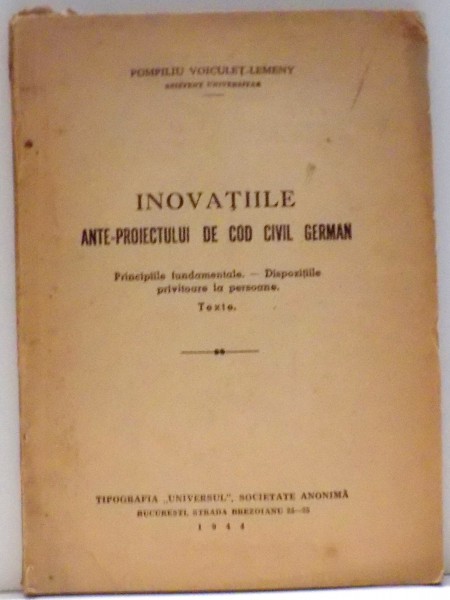 POMPILIU VOICULEȚ-LEMENY
ASISTENT UNIVERSITAR
INOVAȚIILE
ANTE-PROIECTULUI DE COD CIVIL GERMAN
Principiile fundamentale. — Dispozițiile
privitoare la persoane.
Texte.
TIPOGRAFIA „UNIVERSUL", SOCIETATE ANONIMĂ
BUCUREȘTI, STRADA BREZOIANU
1944